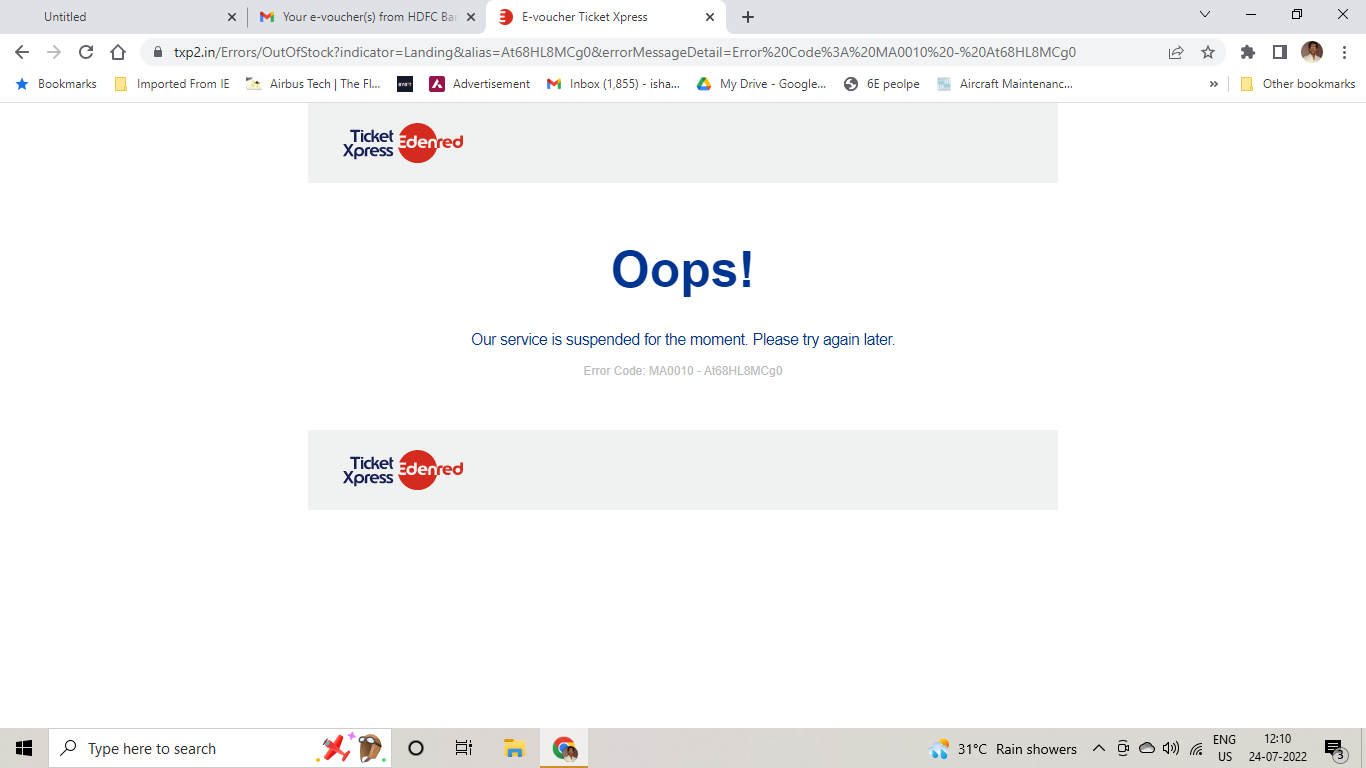 Untitled
Your e-voucher(s) from HDFC Ba
E-voucher Ticket Xpress
txp2.in/Errors/OutOfStock?indicator=Landing&alias=At68HL8MCg0&errorMessageDetail=Error%20Code%3A%20MA0010%20-%20At68HL8MCg0
Bookmarks
Imported From IE
Airbus Tech | The Fl...
Advertisement
Inbox (1,855) - isha...
My Drive - Google...
6E peolpe
Aircraft Maintenanc...
»
Other bookmarks
Ticket
Xpress
Edenred
Oops!
Our service is suspended for the moment. Please try again later.
Error Code: MA0010 - At68HL8MCg0
Ticket
Xpress
Edenred
Type here to search
31°C Rain showers
ENG
US
12:10
24-07-2022
3